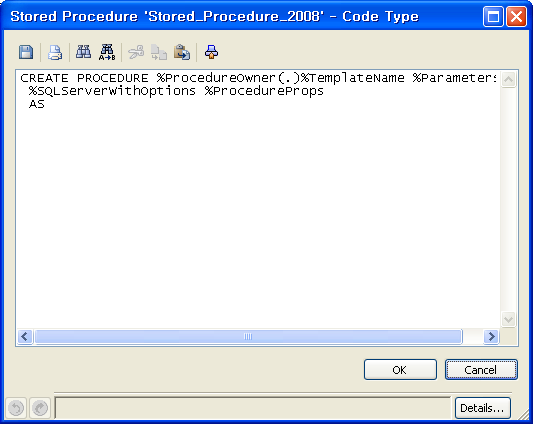 Stored Procedure 'Stored_Procedure_2008' - Code Type
A→B
CREATE PROCEDURE %ProcedureOwner(.)%TemplateName %Parameters
%SQLServerWithOptions %ProcedureProps
AS
OK
Cancel
Details...